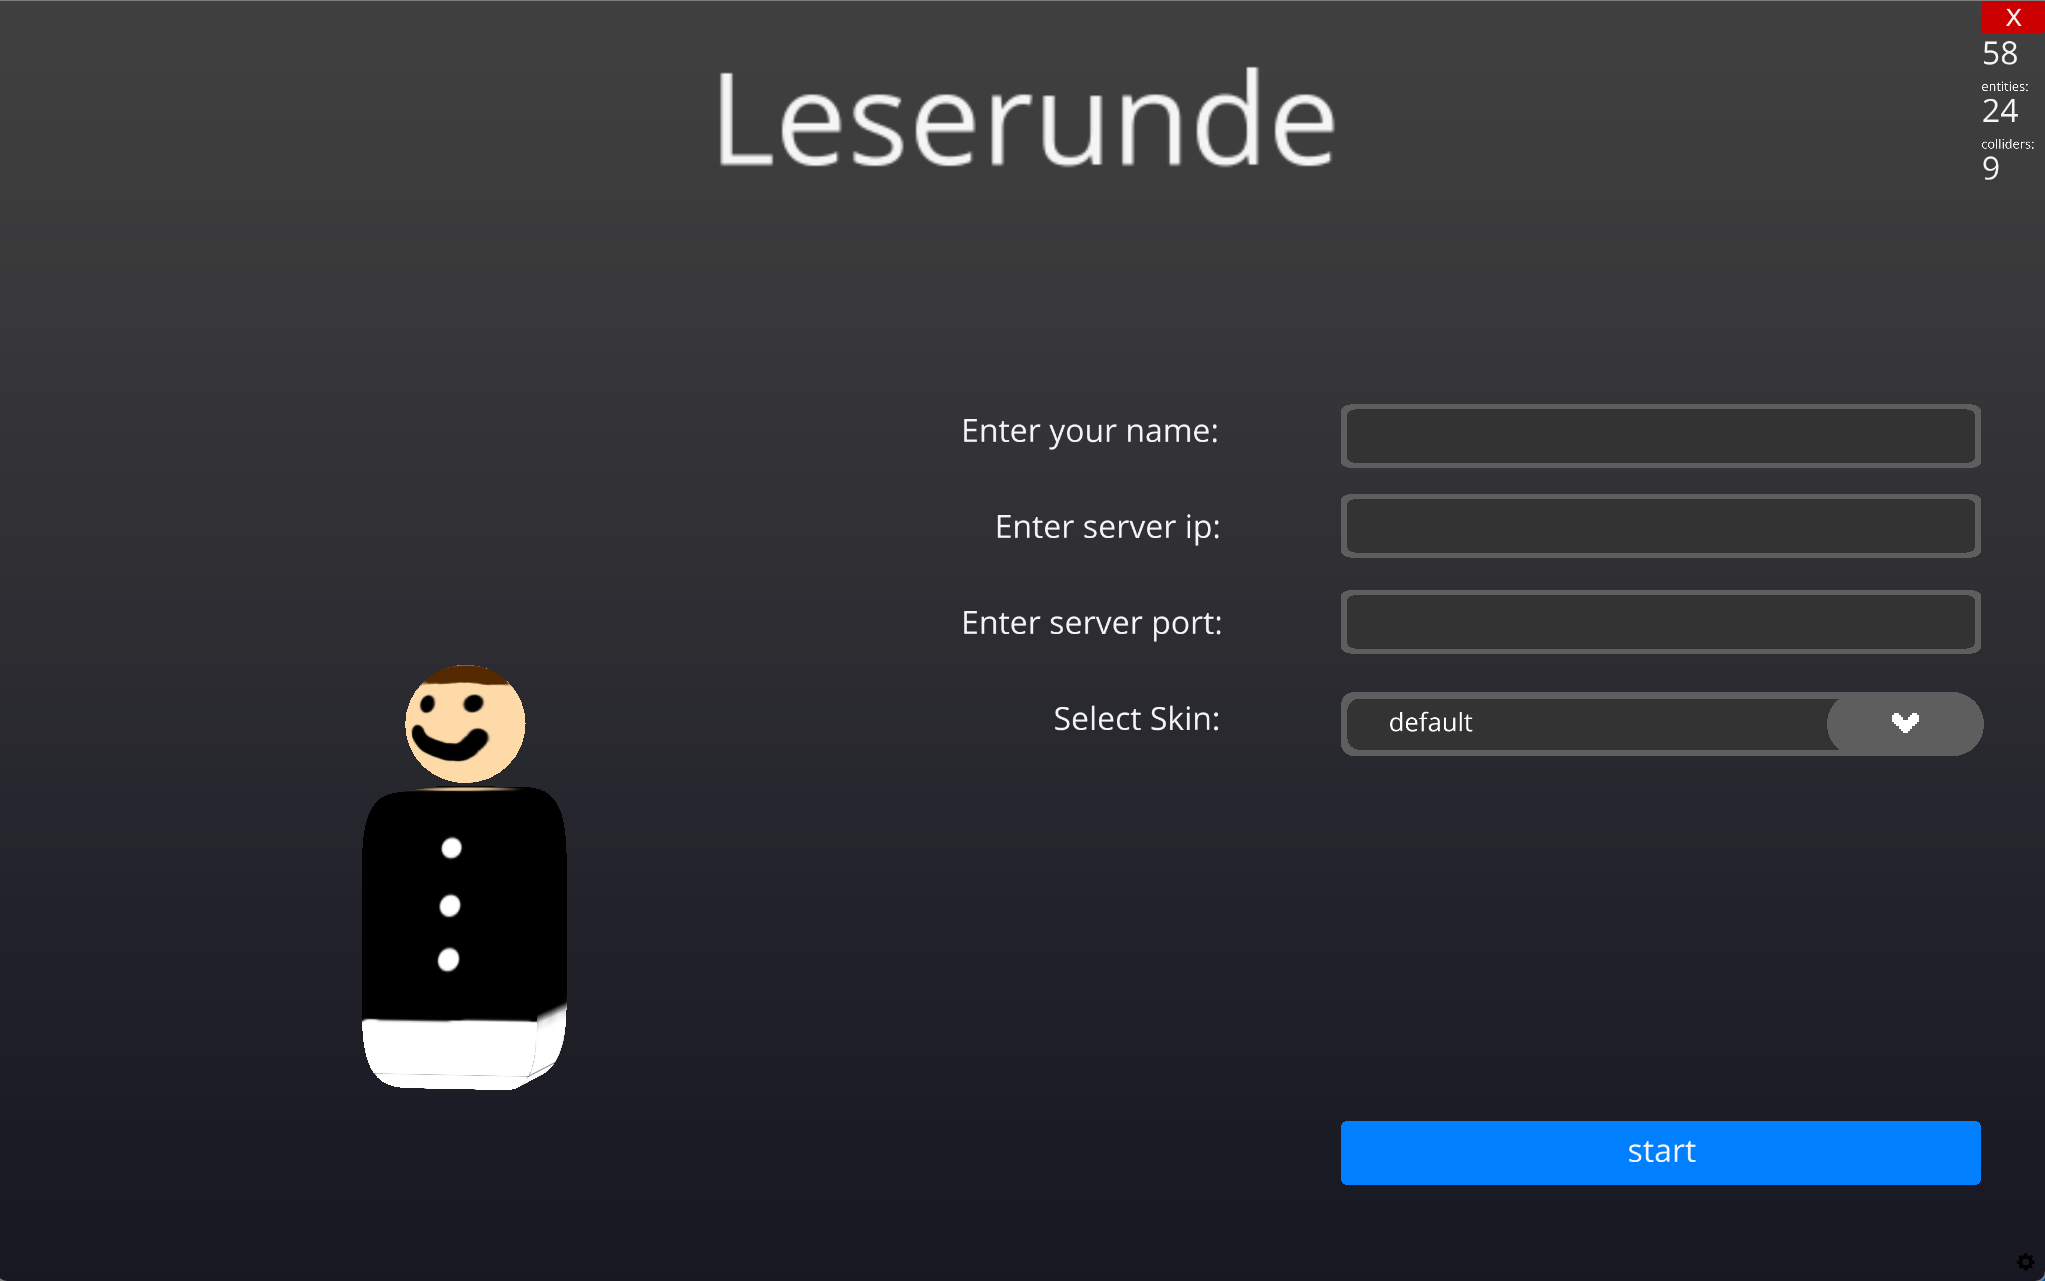 X
58
entities:
24
colliders:
9
Leserunde
Enter your name:
Enter server ip:
Enter server port:
Select Skin:
default
start